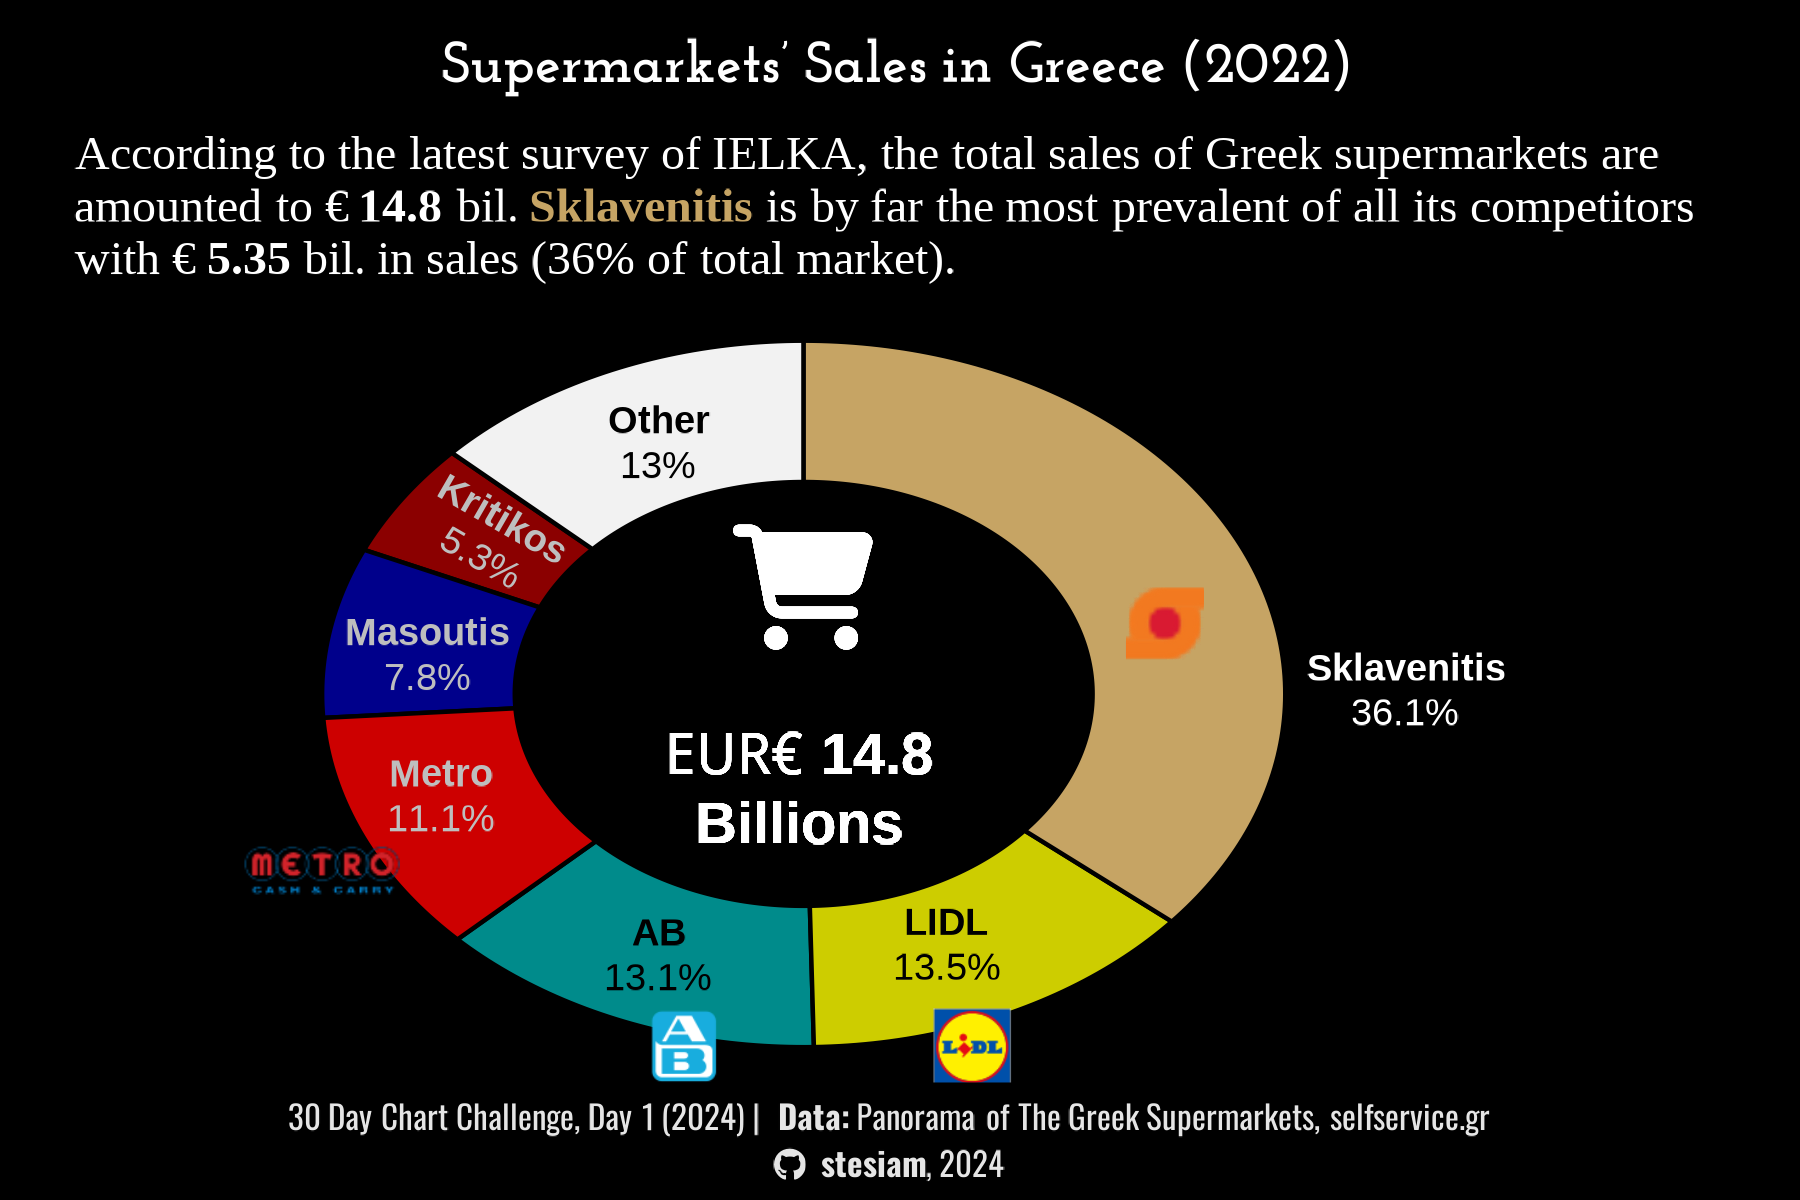 Supermarkets' Sales in Greece (2022)
According to the latest survey of IELKA, the total sales of Greek supermarkets are
amounted to € 14.8 bil. Sklavenitis is by far the most prevalent of all its competitors
with € 5.35 bil. in sales (36% of total market).
Other
13%
Kritikos
5.3%
Masoutis
7.8%
Sklavenitis
36.1%
EUR€ 14.8
Billions
Metro
11.1%
METRO
CASH & CARRY
AB
13.1%
LIDL
13.5%
AB
LiDL
30 Day Chart Challenge, Day 1 (2024) | Data: Panorama of The Greek Supermarkets, selfservice.gr
stesiam, 2024